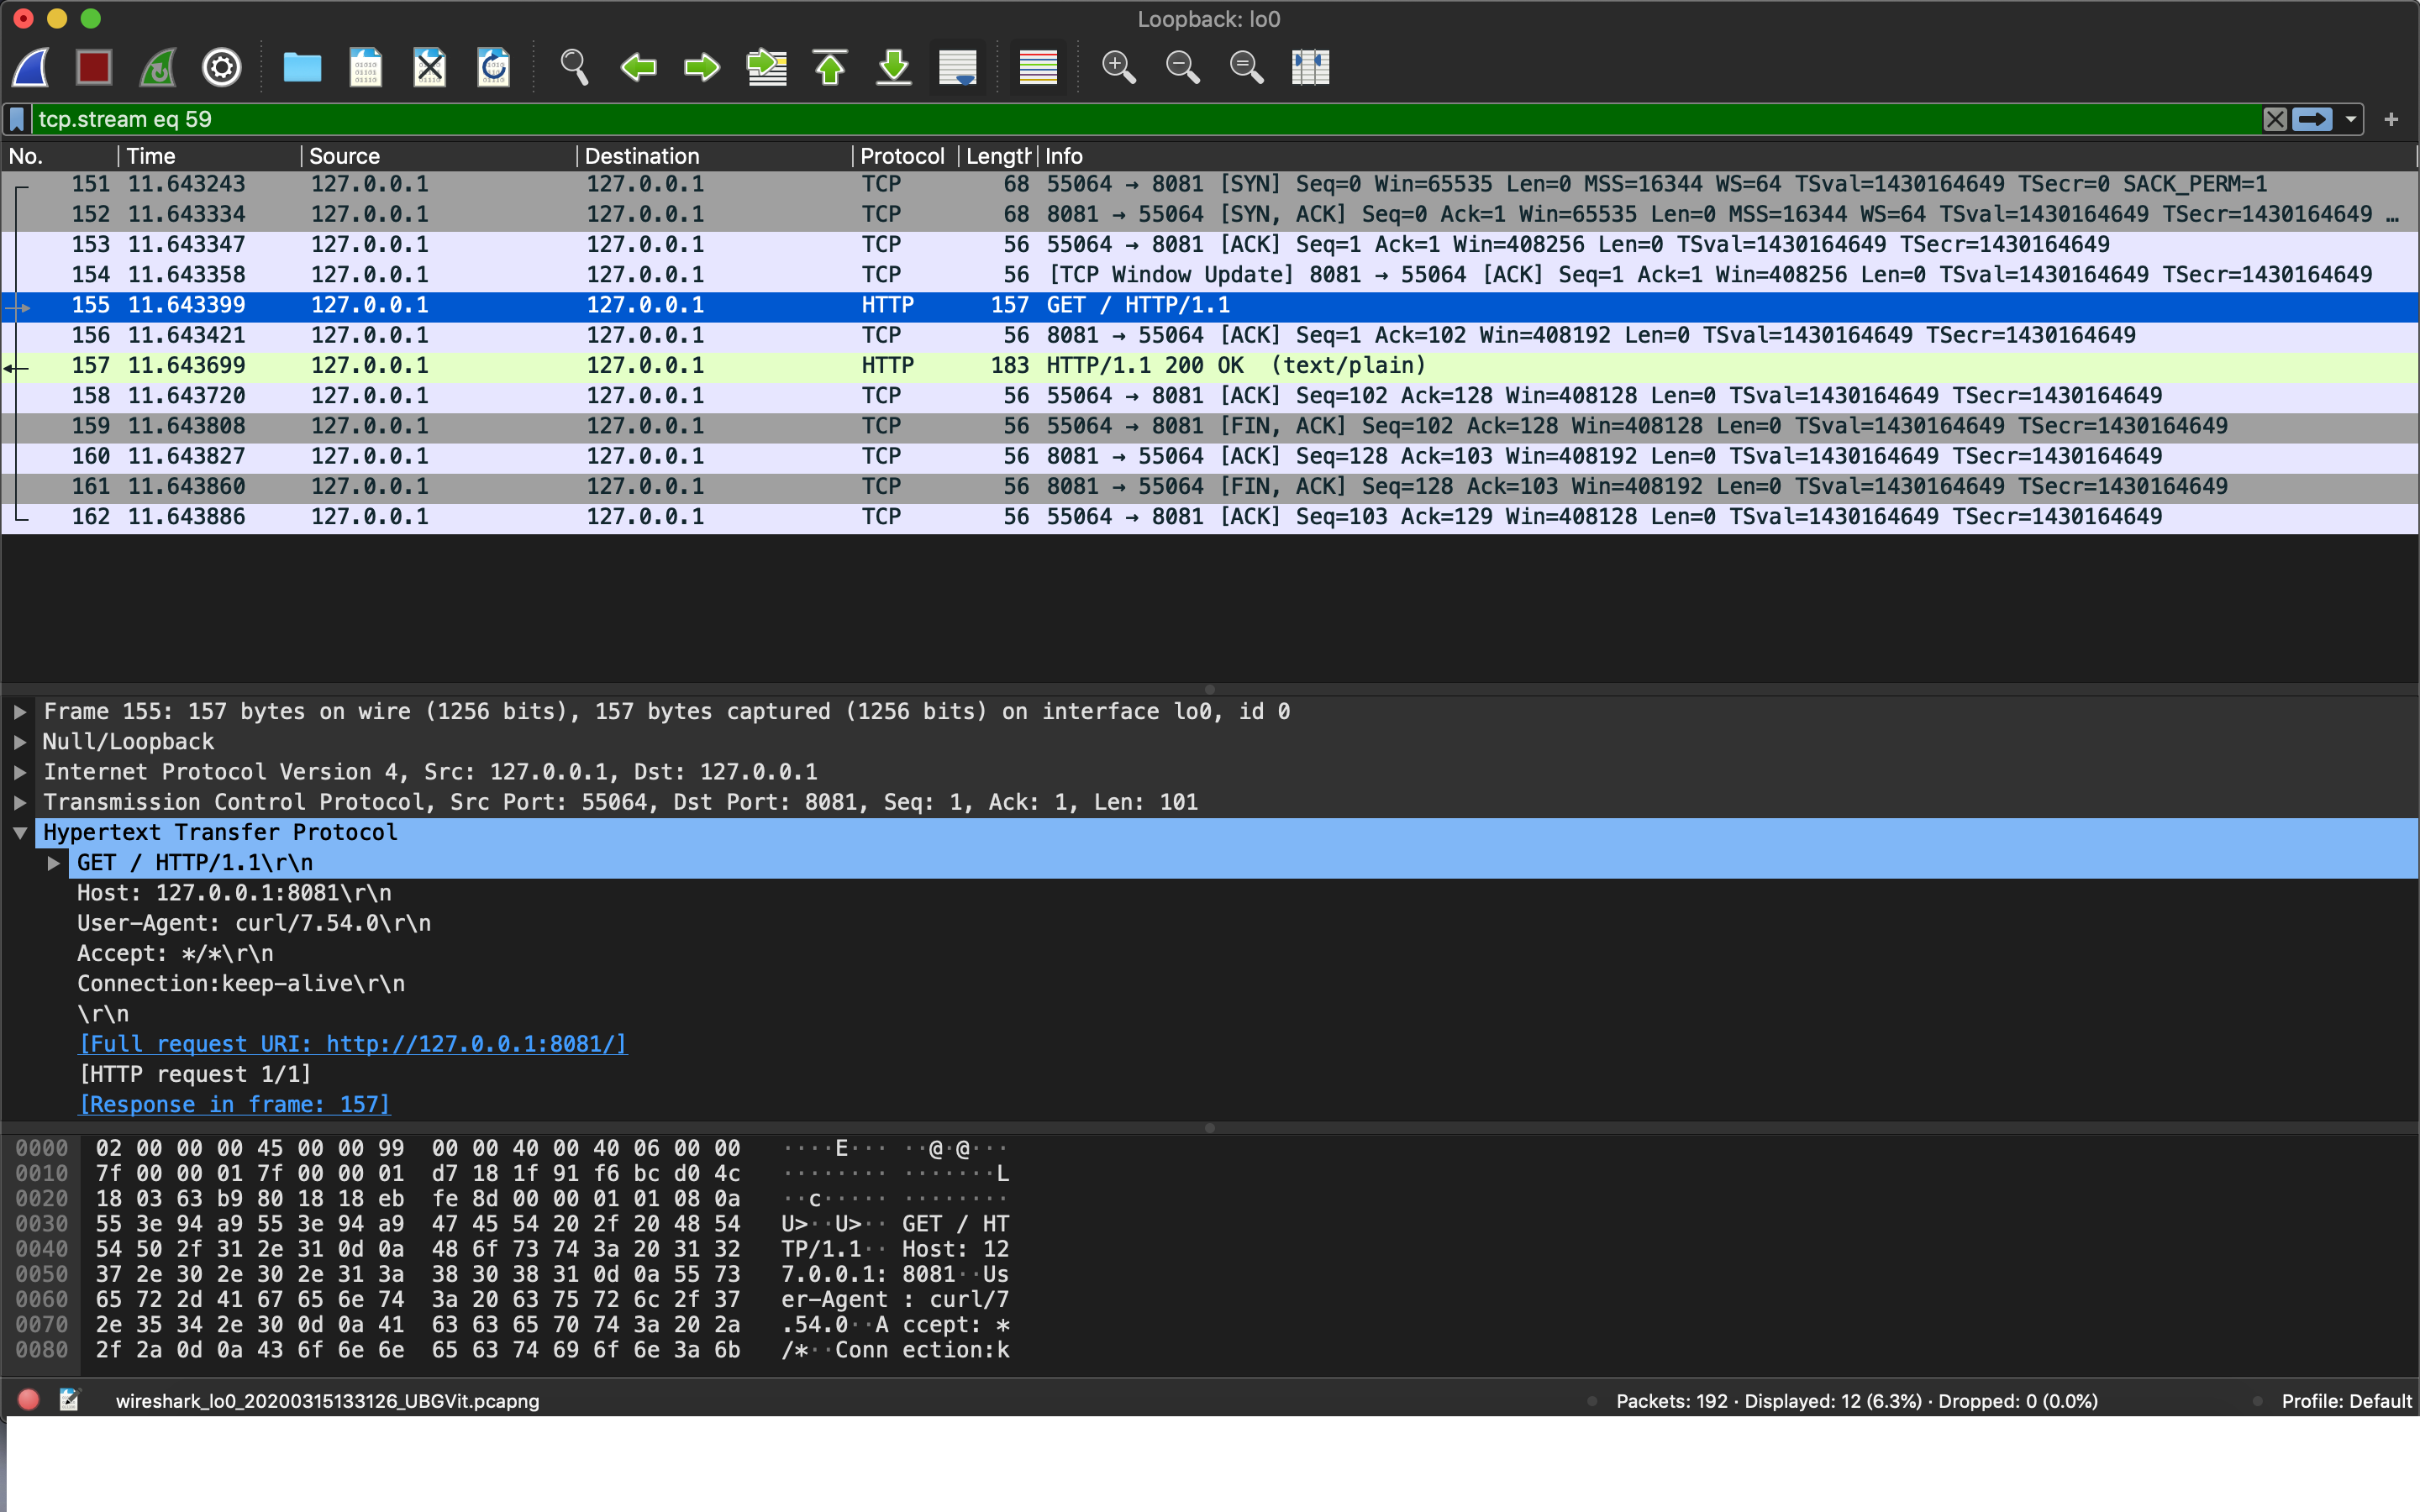 Loopback: lo0
tcp.stream eq 59
No. Time Source Destination Protocol Length Info
151 11.643243 127.0.0.1 127.0.0.1 TCP 68 55064 → 8081 [SYN] Seq=0 Win=65535 Len=0 MSS=16344 WS=64 TSval=1430164649 TSecr=0 SACK_PERM=1
152 11.643334 127.0.0.1 127.0.0.1 TCP 68 8081 → 55064 [SYN, ACK] Seq=0 Ack=1 Win=65535 Len=0 MSS=16344 WS=64 TSval=1430164649 TSecr=1430164649 …
153 11.643347 127.0.0.1 127.0.0.1 TCP 56 55064 → 8081 [ACK] Seq=1 Ack=1 Win=408256 Len=0 TSval=1430164649 TSecr=1430164649
154 11.643358 127.0.0.1 127.0.0.1 TCP 56 [TCP Window Update] 8081 → 55064 [ACK] Seq=1 Ack=1 Win=408256 Len=0 TSval=1430164649 TSecr=1430164649
155 11.643399 127.0.0.1 127.0.0.1 HTTP 157 GET / HTTP/1.1
156 11.643421 127.0.0.1 127.0.0.1 TCP 56 8081 → 55064 [ACK] Seq=1 Ack=102 Win=408192 Len=0 TSval=1430164649 TSecr=1430164649
157 11.643699 127.0.0.1 127.0.0.1 HTTP 183 HTTP/1.1 200 OK (text/plain)
158 11.643720 127.0.0.1 127.0.0.1 TCP 56 55064 → 8081 [ACK] Seq=102 Ack=128 Win=408128 Len=0 TSval=1430164649 TSecr=1430164649
159 11.643808 127.0.0.1 127.0.0.1 TCP 56 55064 → 8081 [FIN, ACK] Seq=102 Ack=128 Win=408128 Len=0 TSval=1430164649 TSecr=1430164649
160 11.643827 127.0.0.1 127.0.0.1 TCP 56 8081 → 55064 [ACK] Seq=128 Ack=103 Win=408192 Len=0 TSval=1430164649 TSecr=1430164649
161 11.643860 127.0.0.1 127.0.0.1 TCP 56 8081 → 55064 [FIN, ACK] Seq=128 Ack=103 Win=408192 Len=0 TSval=1430164649 TSecr=1430164649
162 11.643886 127.0.0.1 127.0.0.1 TCP 56 55064 → 8081 [ACK] Seq=103 Ack=129 Win=408128 Len=0 TSval=1430164649 TSecr=1430164649
Frame 155: 157 bytes on wire (1256 bits), 157 bytes captured (1256 bits) on interface lo0, id 0
Null/Loopback
Internet Protocol Version 4, Src: 127.0.0.1, Dst: 127.0.0.1
Transmission Control Protocol, Src Port: 55064, Dst Port: 8081, Seq: 1, Ack: 1, Len: 101
Hypertext Transfer Protocol
GET / HTTP/1.1\r\n
Host: 127.0.0.1:8081\r\n
User-Agent: curl/7.54.0\r\n
Accept: */*\r\n
Connection:keep-alive\r\n
\r\n
[Full request URI: http://127.0.0.1:8081/]
[HTTP request 1/1]
[Response in frame: 157]
0000 02 00 00 00 45 00 00 99 00 00 40 00 40 06 00 00 ····E··· ··@·@···
0010 7f 00 00 01 7f 00 00 01 d7 18 1f 91 f6 bc d0 4c ········ ·······L
0020 18 03 63 b9 80 18 18 eb fe 8d 00 00 01 01 08 0a ··c····· ········
0030 55 3e 94 a9 55 3e 94 a9 47 45 54 20 2f 20 48 54 U>··U>·· GET / HT
0040 54 50 2f 31 2e 31 0d 0a 48 6f 73 74 3a 20 31 32 TP/1.1·· Host: 12
0050 37 2e 30 2e 30 2e 31 3a 38 30 38 31 0d 0a 55 73 7.0.0.1: 8081··Us
0060 65 72 2d 41 67 65 6e 74 3a 20 63 75 72 6c 2f 37 er-Agent : curl/7
0070 2e 35 34 2e 30 0d 0a 41 63 63 65 70 74 3a 20 2a .54.0··A ccept: *
0080 2f 2a 0d 0a 43 6f 6e 6e 65 63 74 69 6f 6e 3a 6b /*··Conn ection:k
wireshark_lo0_20200315133126_UBGVit.pcapng Packets: 192 · Displayed: 12 (6.3%) · Dropped: 0 (0.0%) Profile: Default